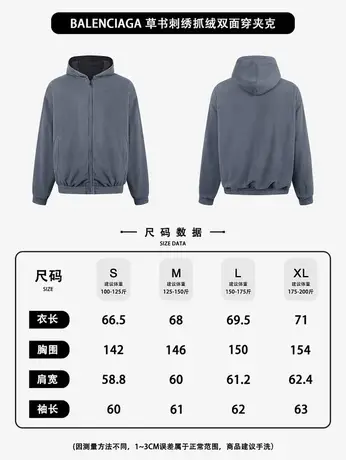 BALENCIAGA 草书刺绣抓绒双面穿夹克
尺码数据
SIZE DATA
尺码 S M L XL
SIZE 建议体重 建议体重 建议体重 建议体重
100-125斤 125-150斤 150-175斤 175-200斤
衣长 66.5 68 69.5 71
胸围 142 146 150 154
肩宽 58.8 60 61.2 62.4
袖长 60 61 62 63
(因测量方法不同，1~3CM误差属于正常范围，商品建议手洗)